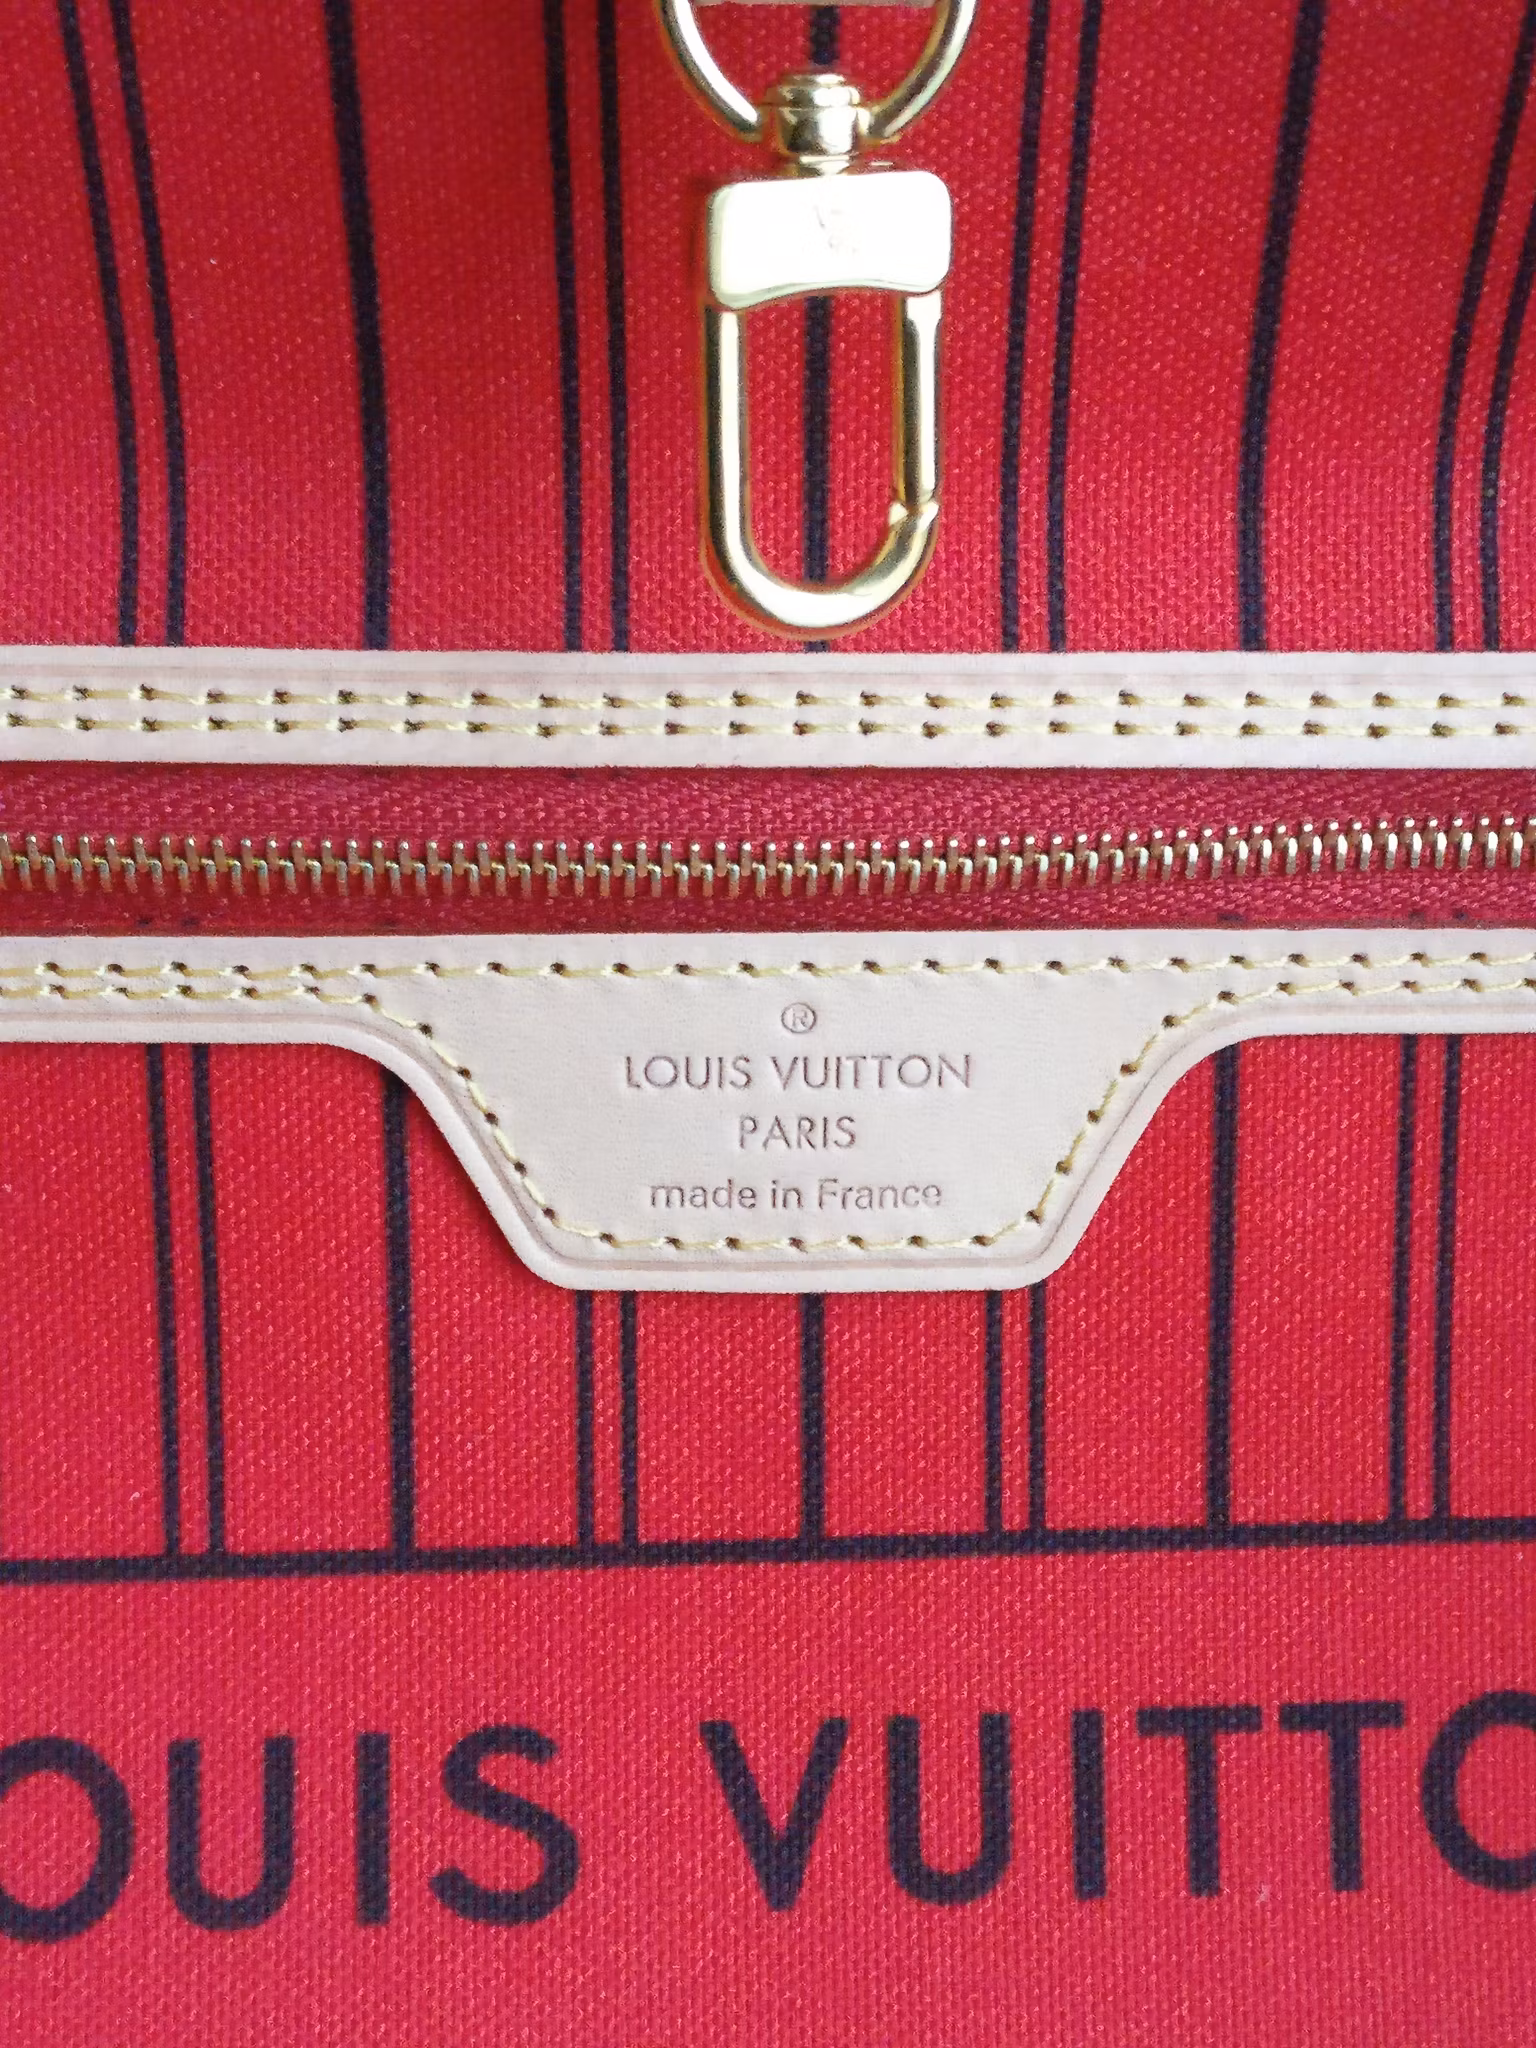 ®
LOUIS VUITTON
PARIS
made in France
OUIS VUITTO